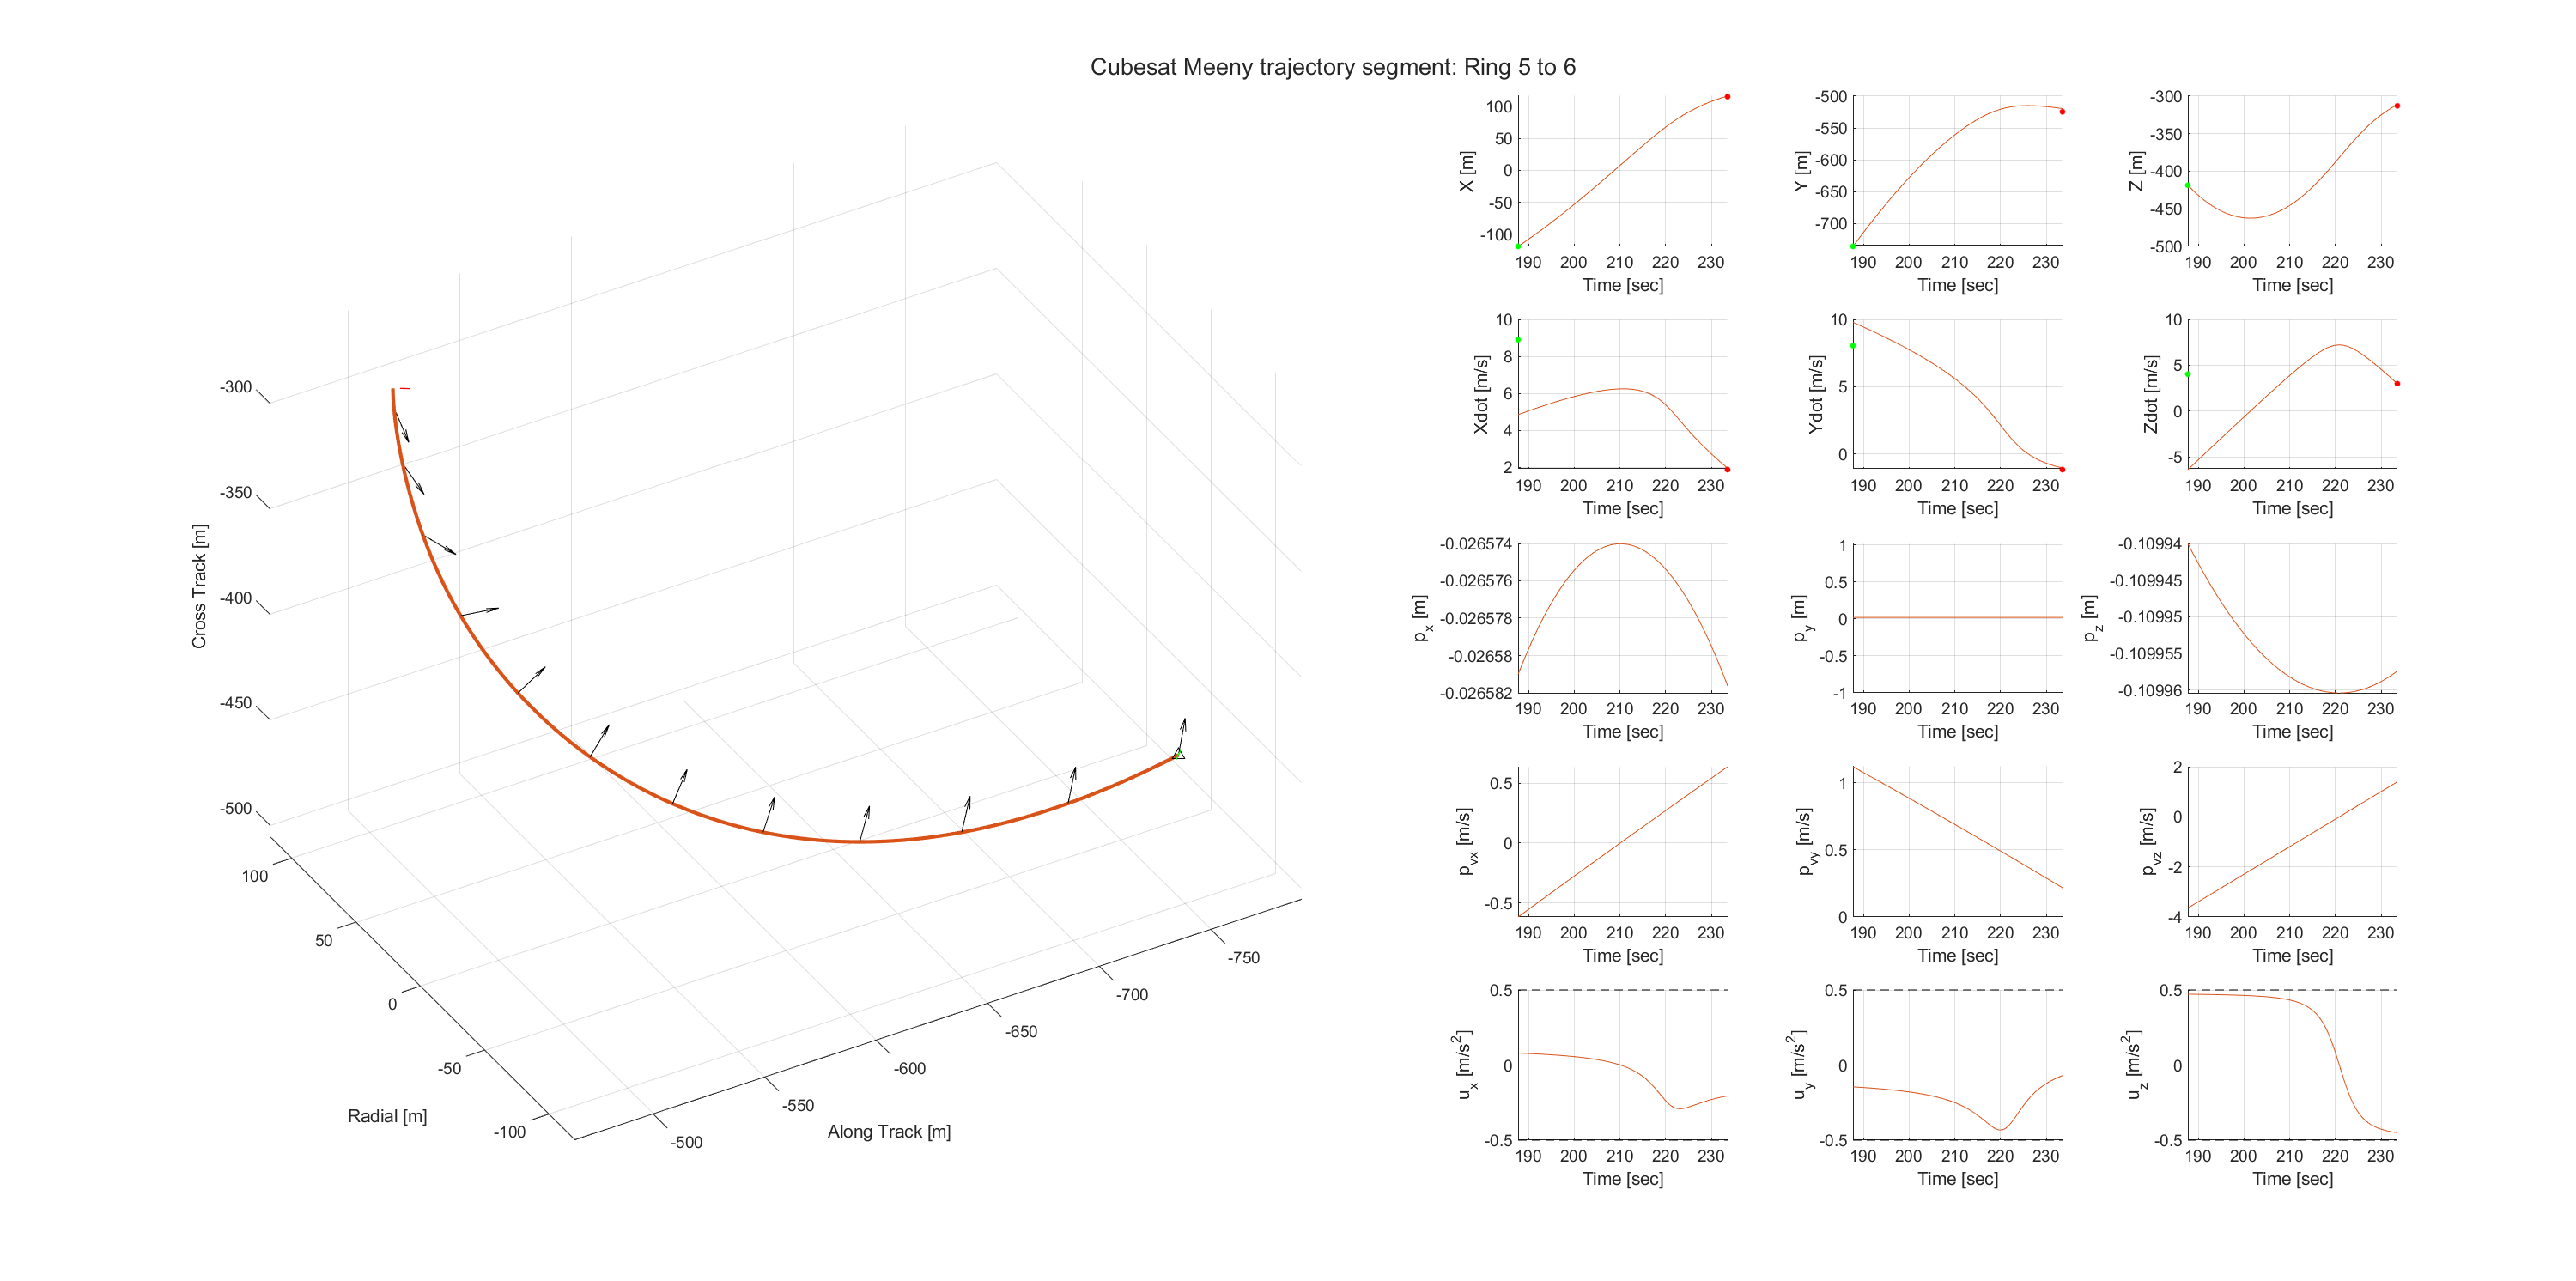 Cubesat Meeny trajectory segment: Ring 5 to 6
-300
-350
-400
-450
-500
Cross Track [m]
100
50
0
-50
-100
Radial [m]
-500
-550
-600
-650
-700
-750
Along Track [m]
100
50
0
-50
-100
X [m]
190 200 210 220 230
Time [sec]
-500
-550
-600
-650
-700
Y [m]
190 200 210 220 230
Time [sec]
-300
-350
-400
-450
-500
Z [m]
190 200 210 220 230
Time [sec]
10
8
6
4
2
Xdot [m/s]
190 200 210 220 230
Time [sec]
10
5
0
Ydot [m/s]
190 200 210 220 230
Time [sec]
10
5
0
-5
Zdot [m/s]
190 200 210 220 230
Time [sec]
-0.026574
-0.026576
-0.026578
-0.02658
-0.026582
p_x [m]
190 200 210 220 230
Time [sec]
1
0.5
0
-0.5
-1
p_y [m]
190 200 210 220 230
Time [sec]
-0.10994
-0.109945
-0.10995
-0.109955
-0.10996
p_z [m]
190 200 210 220 230
Time [sec]
0.5
0
-0.5
p_vx [m/s]
190 200 210 220 230
Time [sec]
1
0.5
0
p_vy [m/s]
190 200 210 220 230
Time [sec]
2
0
-2
-4
p_vz [m/s]
190 200 210 220 230
Time [sec]
0.5
0
-0.5
u_x [m/s²]
190 200 210 220 230
Time [sec]
0.5
0
-0.5
u_y [m/s²]
190 200 210 220 230
Time [sec]
0.5
0
-0.5
u_z [m/s²]
190 200 210 220 230
Time [sec]